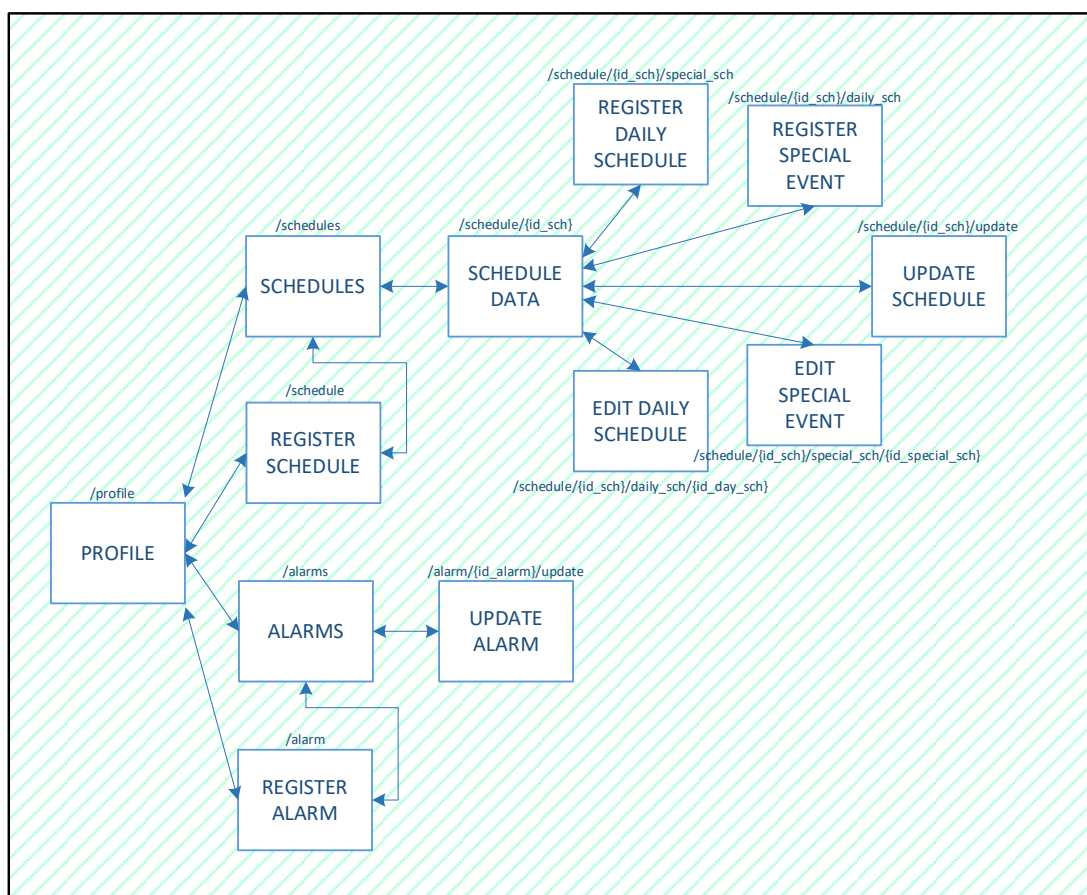 /schedule/{id_sch}/special_sch
REGISTER
DAILY
SCHEDULE
/schedule/{id_sch}/daily_sch
REGISTER
SPECIAL
EVENT
/schedules
SCHEDULES
/schedule/{id_sch}
SCHEDULE
DATA
/schedule/{id_sch}/update
UPDATE
SCHEDULE
/schedule
REGISTER
SCHEDULE
EDIT DAILY
SCHEDULE
/schedule/{id_sch}/daily_sch/{id_day_sch}
EDIT
SPECIAL
EVENT
/schedule/{id_sch}/special_sch/{id_special_sch}
/profile
PROFILE
/alarms
ALARMS
/alarm/{id_alarm}/update
UPDATE
ALARM
/alarm
REGISTER
ALARM